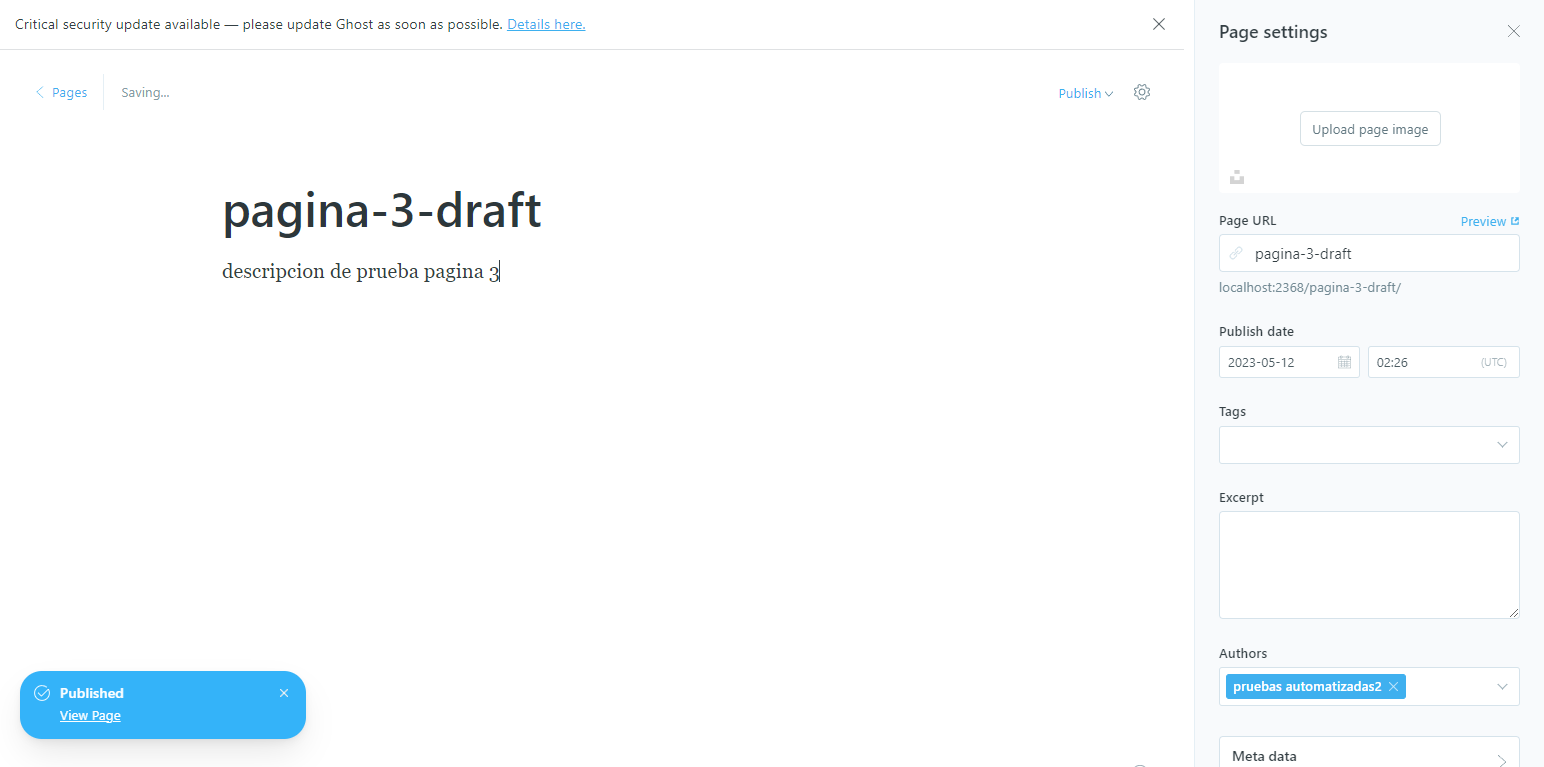 Critical security update available — please update Ghost as soon as possible. Details here.
Pages
Saving...
Publish
pagina-3-draft
descripcion de prueba pagina 3
Published
View Page
Page settings
Upload page image
Page URL
Preview
pagina-3-draft
localhost:2368/pagina-3-draft/
Publish date
2023-05-12
02:26
(UTC)
Tags
Excerpt
Authors
pruebas automatizadas2
Meta data